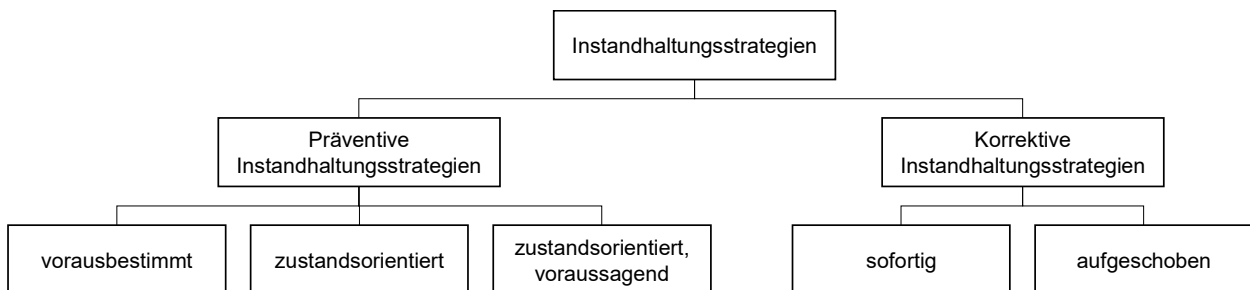 Instandhaltungsstrategien
Präventive
Instandhaltungsstrategien
Korrektive
Instandhaltungsstrategien
vorausbestimmt
zustandsorientiert
zustandsorientiert,
voraussagend
sofortig
aufgeschoben